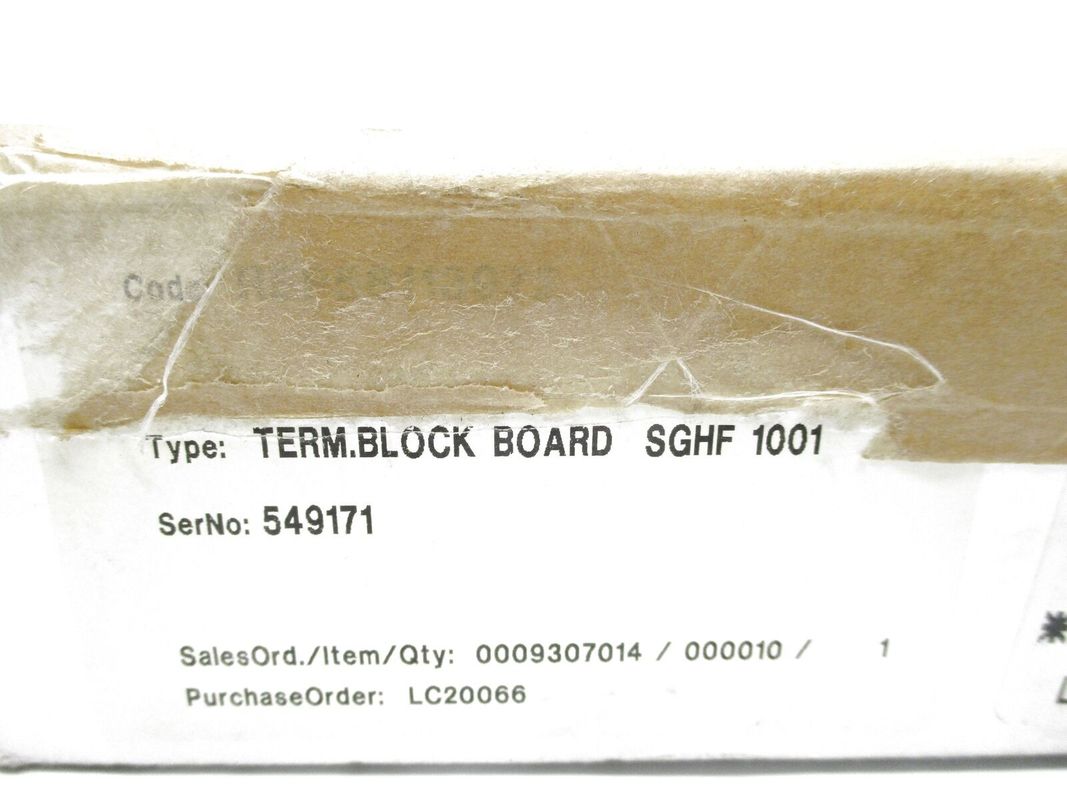 Code:
Type: TERM.BLOCK BOARD SGHF 1001
SerNo: 549171
SalesOrd./Item/Qty: 0009307014 / 000010 / 1
PurchaseOrder: LC20066
*